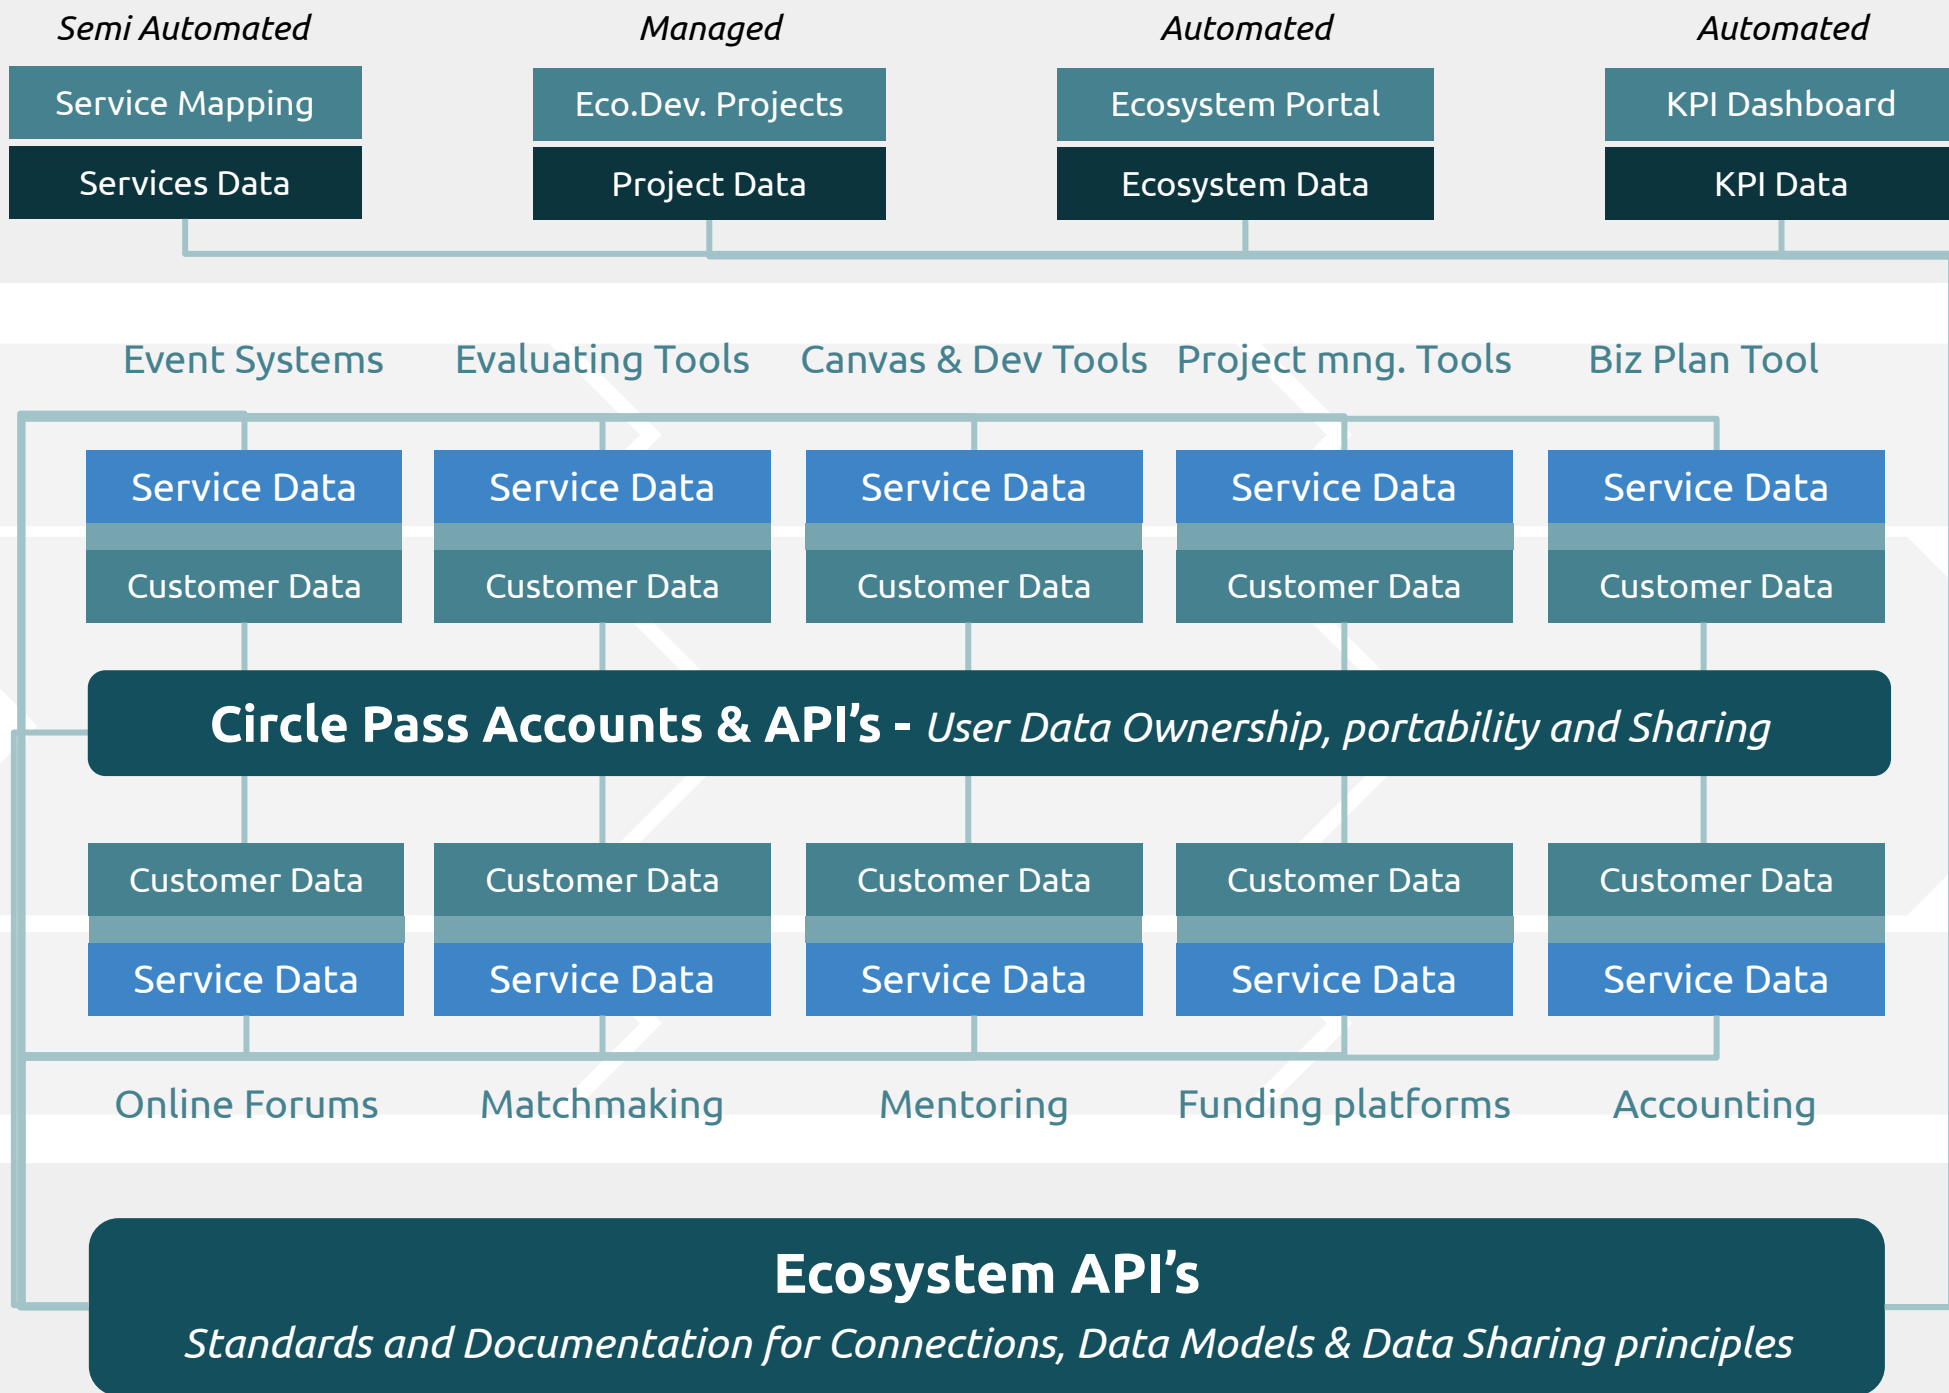 Semi Automated Managed Automated Automated
Service Mapping Eco.Dev. Projects Ecosystem Portal KPI Dashboard
Services Data Project Data Ecosystem Data KPI Data
Event Systems Evaluating Tools Canvas & Dev Tools Project mng. Tools Biz Plan Tool
Service Data Service Data Service Data Service Data Service Data
Customer Data Customer Data Customer Data Customer Data Customer Data
Circle Pass Accounts & API’s - User Data Ownership, portability and Sharing
Customer Data Customer Data Customer Data Customer Data Customer Data
Service Data Service Data Service Data Service Data Service Data
Online Forums Matchmaking Mentoring Funding platforms Accounting
Ecosystem API’s
Standards and Documentation for Connections, Data Models & Data Sharing principles